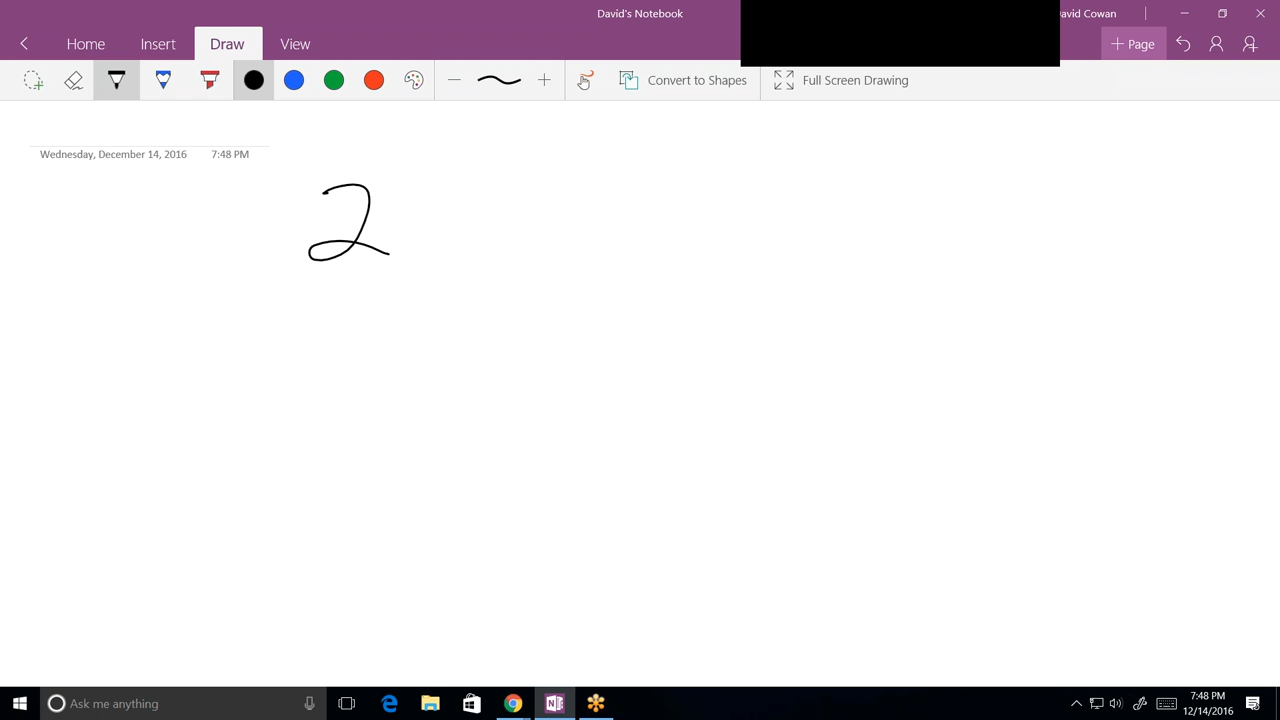 David's Notebook
avid Cowan
Home Insert Draw View
Page
Convert to Shapes Full Screen Drawing
Wednesday, December 14, 2016 7:48 PM
2
Ask me anything
7:48 PM
12/14/2016